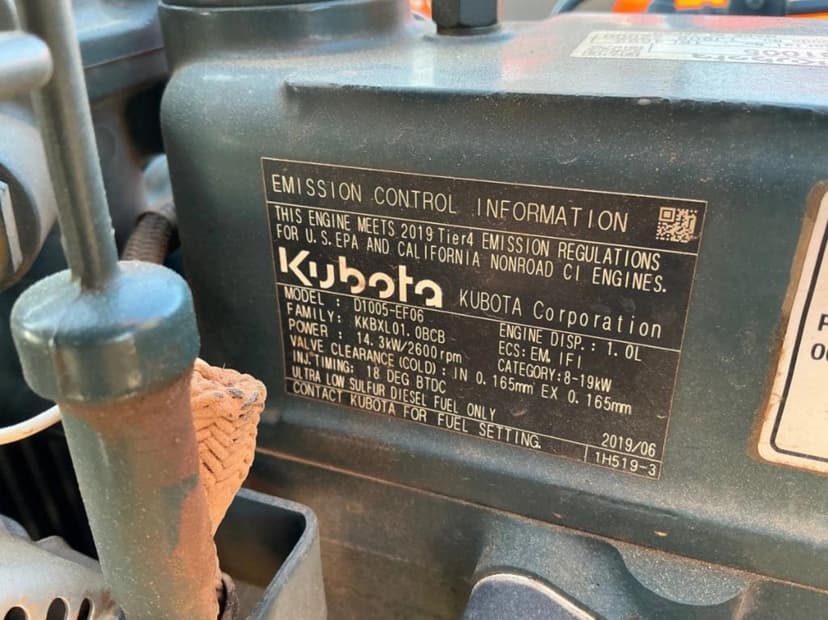 EMISSION CONTROL INFORMATION
THIS ENGINE MEETS 2019 Tier4 EMISSION REGULATIONS
FOR U.S. EPA AND CALIFORNIA NONROAD CI ENGINES.
Kubota KUBOTA Corporation
MODEL : D1005-EF06
FAMILY: KKBXL01.0BCB
ENGINE DISP.: 1.0L
POWER : 14.3kW/2600rpm
ECS: EM, IFI
CATEGORY: 8-19kW
VALVE CLEARANCE(COLD): IN 0.165mm EX 0.165mm
INJ.TIMING: 18 DEG BTDC
ULTRA LOW SULFUR DIESEL FUEL ONLY
CONTACT KUBOTA FOR FUEL SETTING.
2019/06
1H519-3